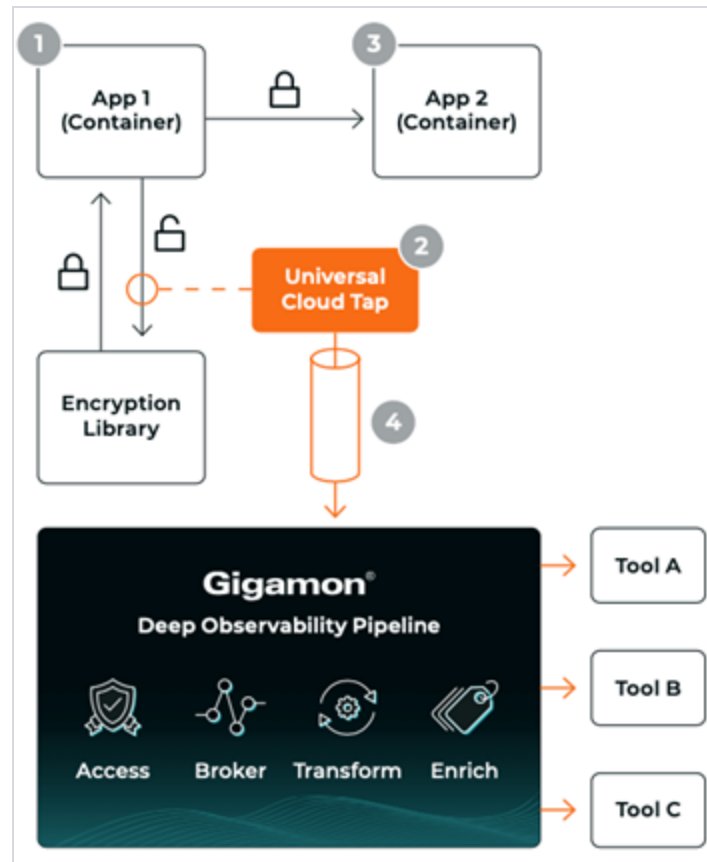 1
App 1
(Container)
3
App 2
(Container)
2
Universal
Cloud Tap
Encryption
Library
4
Gigamon®
Deep Observability Pipeline
Access
Broker
Transform
Enrich
Tool A
Tool B
Tool C